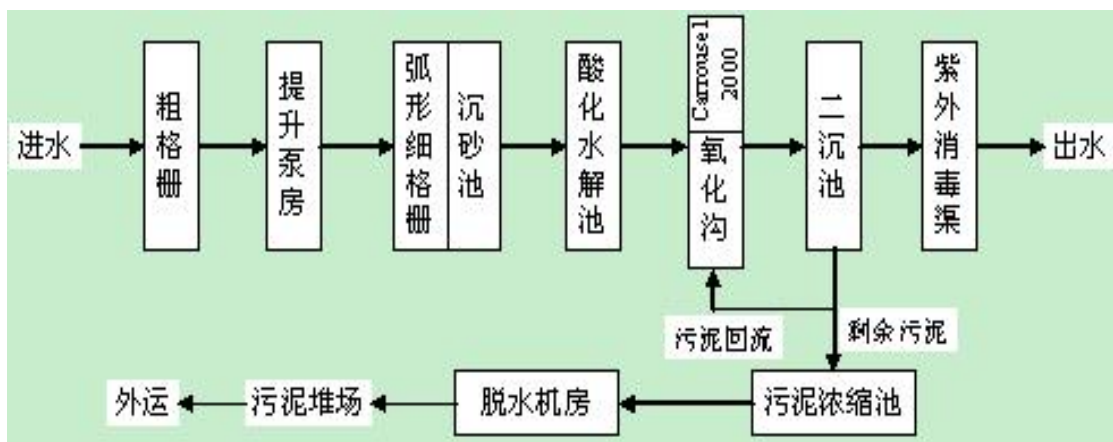 进水
粗格栅
提升泵房
弧形细格栅
沉砂池
酸化水解池
Carrousel
2000
氧化沟
二沉池
紫外消毒渠
出水
污泥回流
剩余污泥
外运
污泥堆场
脱水机房
污泥浓缩池